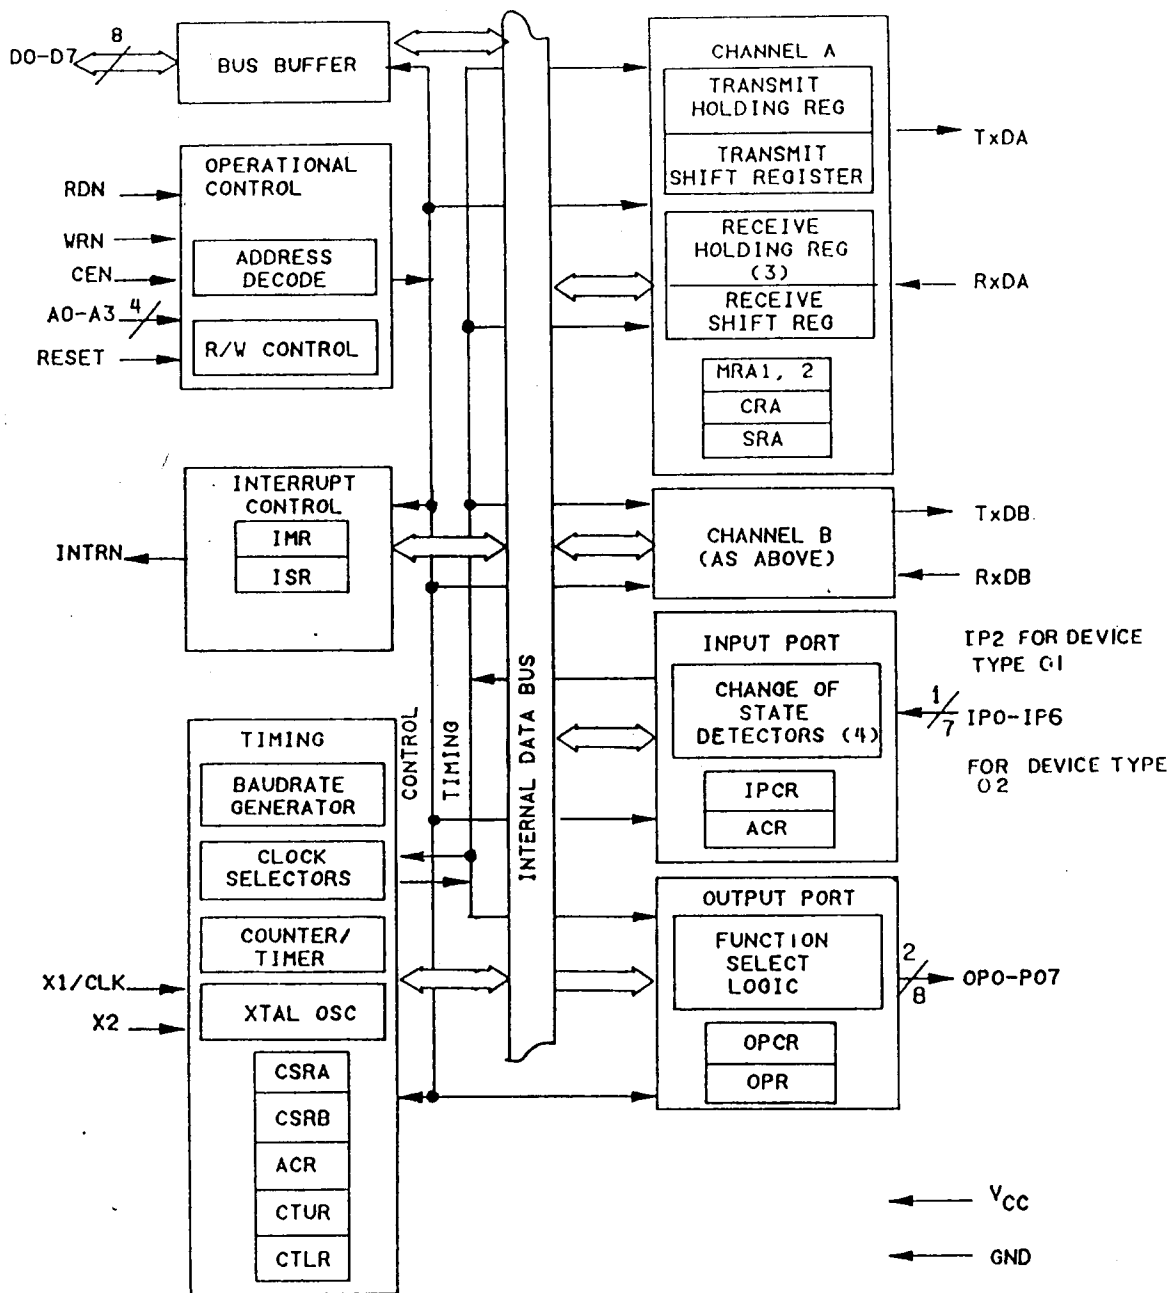 D0-D7
8
BUS BUFFER
OPERATIONAL
CONTROL
RDN
WRN
CEN
A0-A3
4
RESET
ADDRESS
DECODE
R/W CONTROL
INTERRUPT
CONTROL
IMR
ISR
INTRN
TIMING
BAUDRATE
GENERATOR
CLOCK
SELECTORS
COUNTER/
TIMER
XTAL OSC
X1/CLK
X2
CSRA
CSRB
ACR
CTUR
CTLR
CONTROL
TIMING
INTERNAL DATA BUS
CHANNEL A
TRANSMIT
HOLDING REG
TRANSMIT
SHIFT REGISTER
TxDA
RECEIVE
HOLDING REG
(3)
RECEIVE
SHIFT REG
RxDA
MRA1, 2
CRA
SRA
CHANNEL B
(AS ABOVE)
TxDB
RxDB
INPUT PORT
CHANGE OF
STATE
DETECTORS (4)
IPCR
ACR
IP2 FOR DEVICE
TYPE 01
1/7
IP0-IP6
FOR DEVICE TYPE
02
OUTPUT PORT
FUNCTION
SELECT
LOGIC
OPCR
OPR
2/8
OP0-PO7
VCC
GND